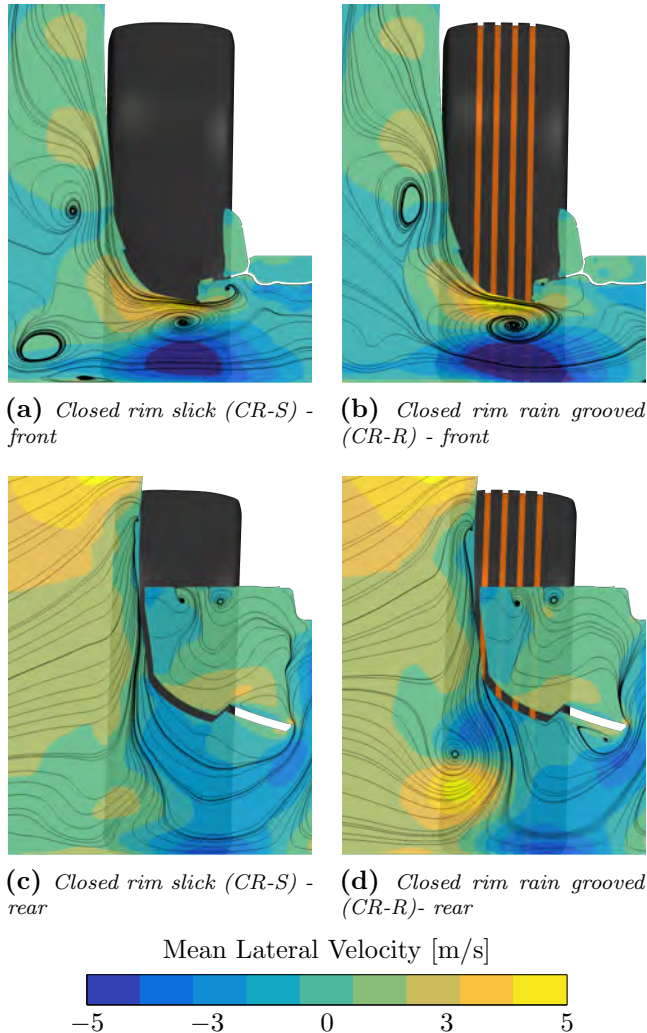 (a) Closed rim slick (CR-S) -
front
(b) Closed rim rain grooved
(CR-R) - front
(c) Closed rim slick (CR-S) -
rear
(d) Closed rim rain grooved
(CR-R)- rear
Mean Lateral Velocity [m/s]
−5 −3 0 3 5